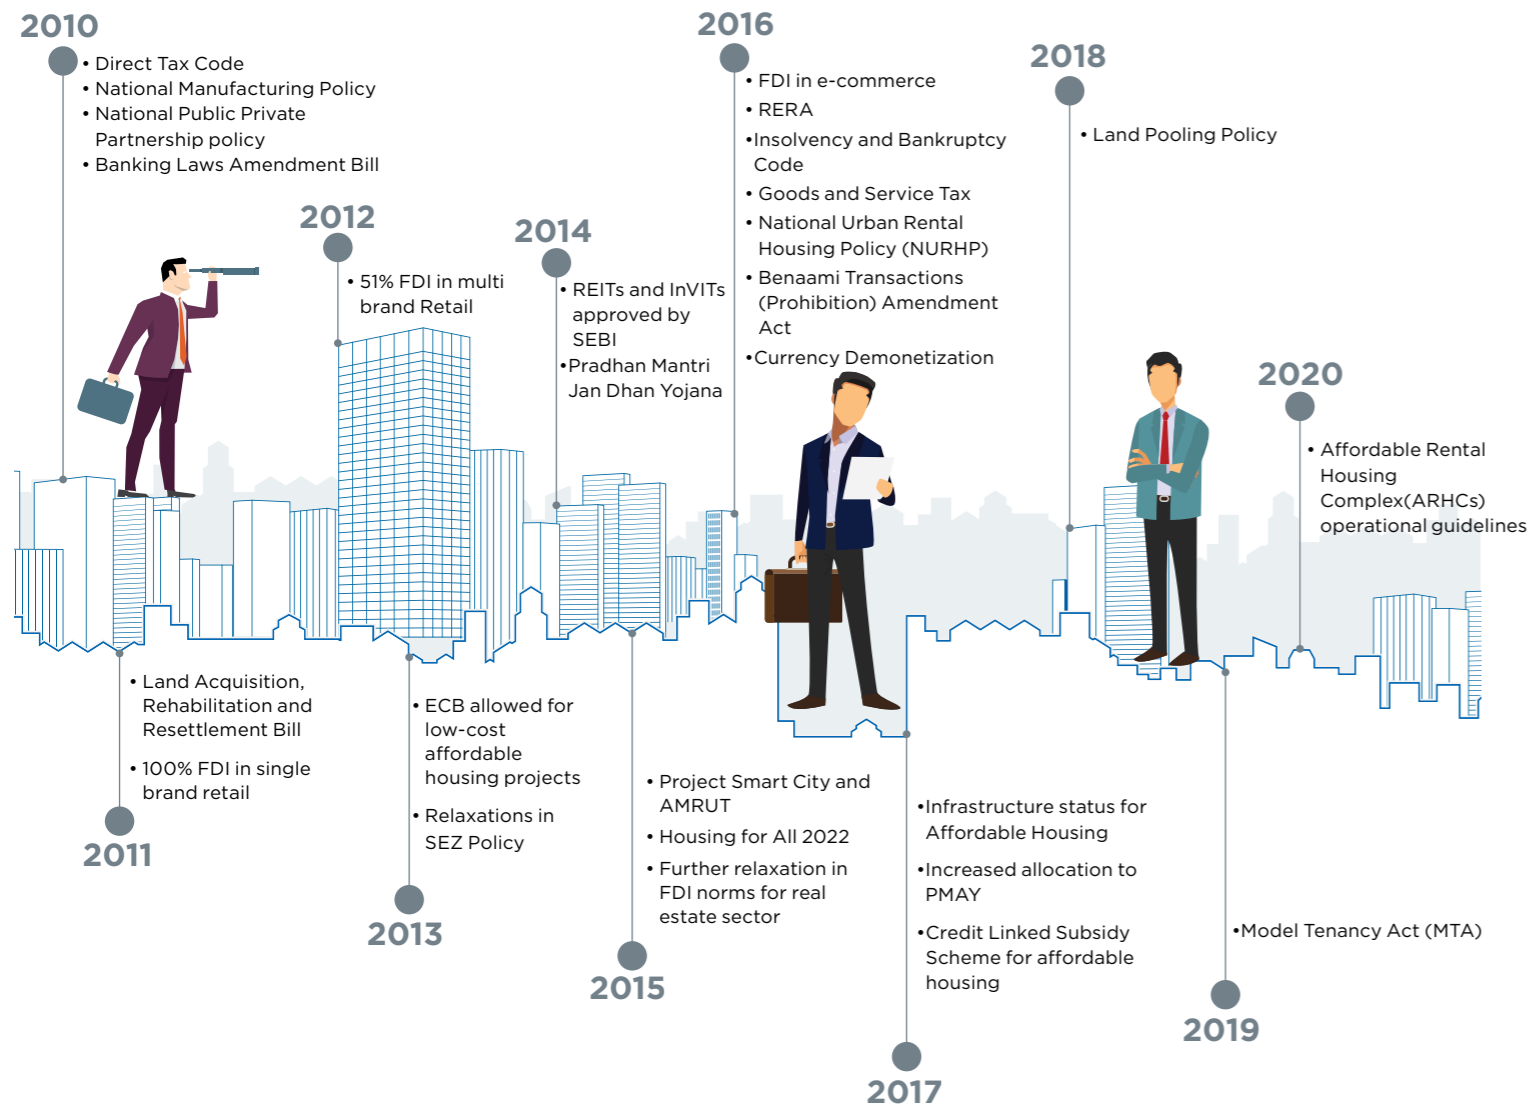 2010
• Direct Tax Code
• National Manufacturing Policy
• National Public Private
Partnership policy
• Banking Laws Amendment Bill
• Land Acquisition,
Rehabilitation and
Resettlement Bill
• 100% FDI in single
brand retail
2011
2012
• 51% FDI in multi
brand Retail
• ECB allowed for
low-cost
affordable
housing projects
• Relaxations in
SEZ Policy
2013
2014
• REITs and InVITs
approved by
SEBI
•Pradhan Mantri
Jan Dhan Yojana
• Project Smart City and
AMRUT
• Housing for All 2022
• Further relaxation in
FDI norms for real
estate sector
2015
2016
• FDI in e-commerce
• RERA
•Insolvency and Bankruptcy
Code
• Goods and Service Tax
• National Urban Rental
Housing Policy (NURHP)
• Benaami Transactions
(Prohibition) Amendment
Act
•Currency Demonetization
•Infrastructure status for
Affordable Housing
•Increased allocation to
PMAY
•Credit Linked Subsidy
Scheme for affordable
housing
2017
2018
• Land Pooling Policy
•Model Tenancy Act (MTA)
2019
2020
• Affordable Rental
Housing
Complex(ARHCs)
operational guidelines